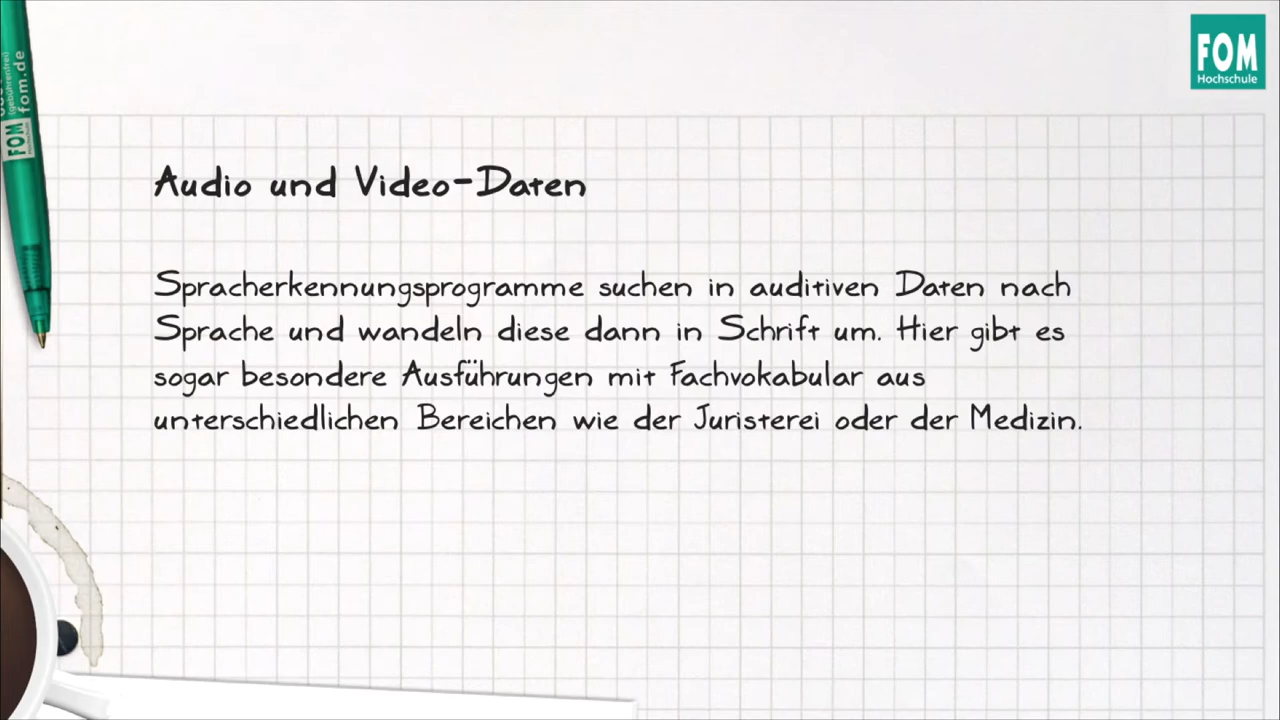 FOM
Hochschule
(gebührenfrei)
fom.de
FOM
Audio und Video-Daten
Spracherkennungsprogramme suchen in auditiven Daten nach
Sprache und wandeln diese dann in Schrift um. Hier gibt es
sogar besondere Ausführungen mit Fachvokabular aus
unterschiedlichen Bereichen wie der Juristerei oder der Medizin.